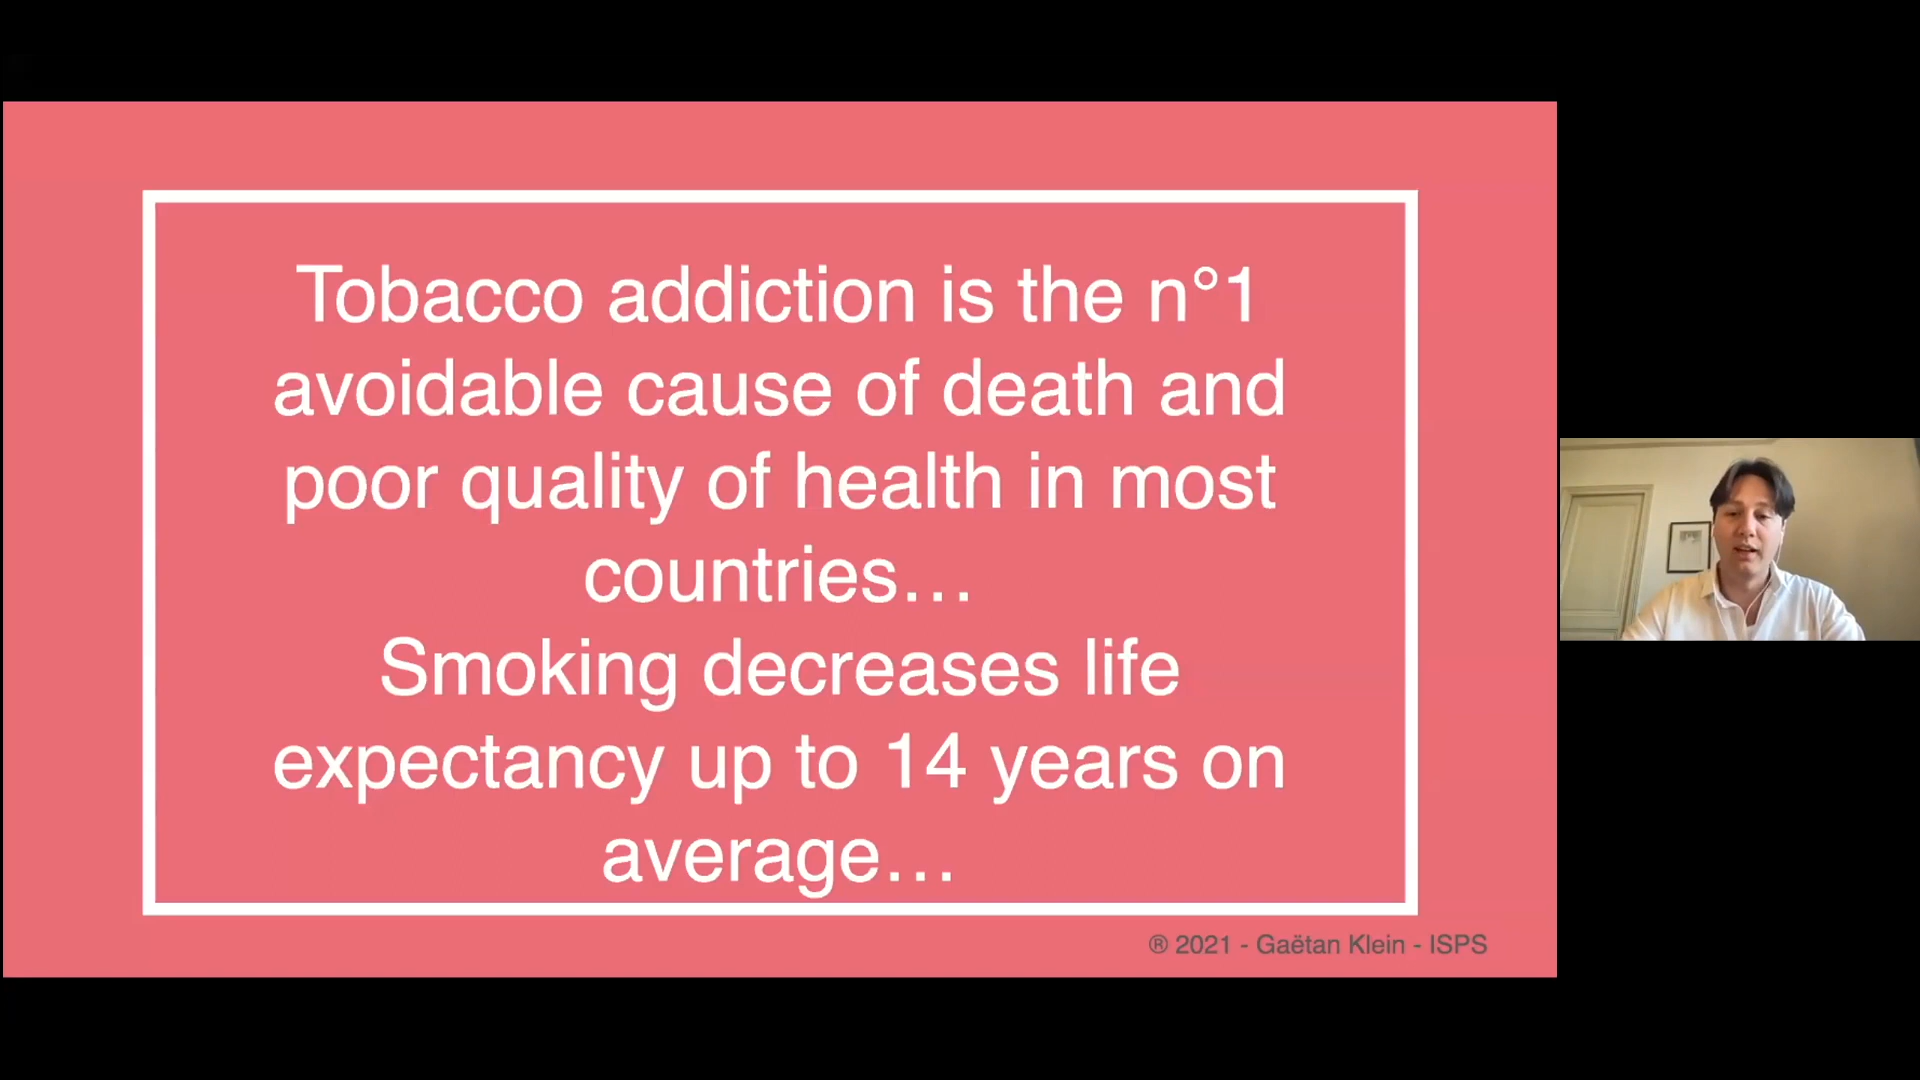 Tobacco addiction is the n°1
avoidable cause of death and
poor quality of health in most
countries…
Smoking decreases life
expectancy up to 14 years on
average…
® 2021 - Gaëtan Klein - ISPS